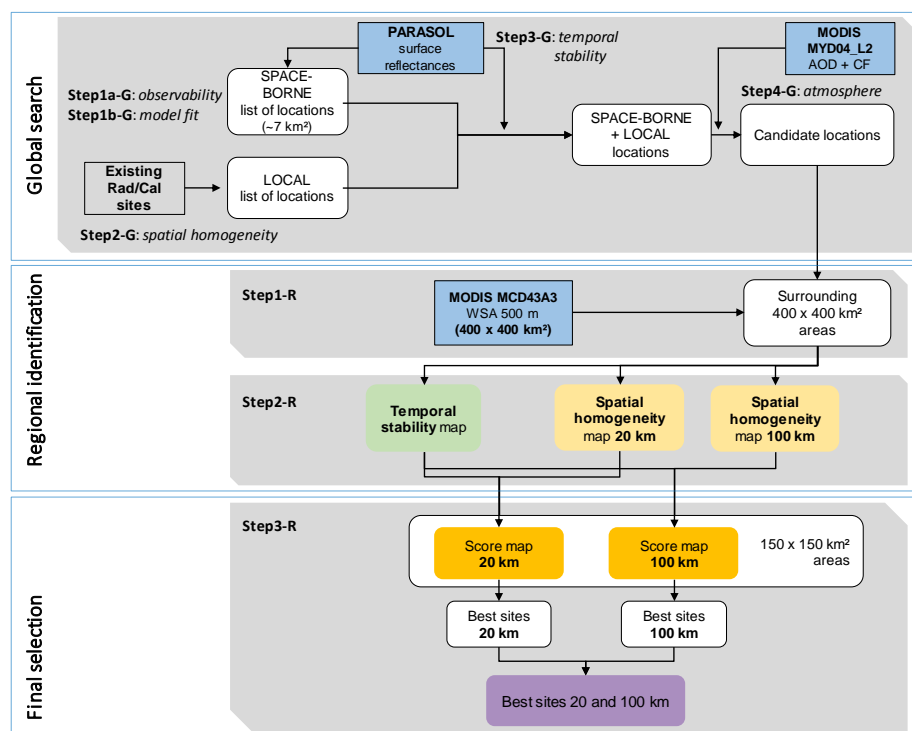 Global search
PARASOL
surface
reflectances
Step3-G: temporal
stability
MODIS
MYD04_L2
AOD + CF
Step1a-G: observability
Step1b-G: model fit
SPACE-
BORNE
list of locations
(~7 km²)
Step4-G: atmosphere
SPACE-BORNE
+ LOCAL
locations
Candidate locations
Existing
Rad/Cal
sites
LOCAL
list of locations
Step2-G: spatial homogeneity
Regional identification
Step1-R
MODIS MCD43A3
WSA 500 m
(400 x 400 km²)
Surrounding
400 x 400 km²
areas
Step2-R
Temporal
stability map
Spatial
homogeneity
map 20 km
Spatial
homogeneity
map 100 km
Final selection
Step3-R
Score map
20 km
Score map
100 km
150 x 150 km²
areas
Best sites
20 km
Best sites
100 km
Best sites 20 and 100 km